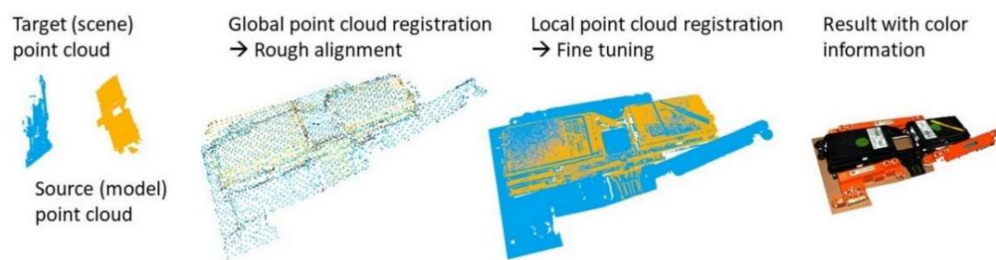 Target (scene)
point cloud
Source (model)
point cloud
Global point cloud registration
→ Rough alignment
Local point cloud registration
→ Fine tuning
Result with color
information